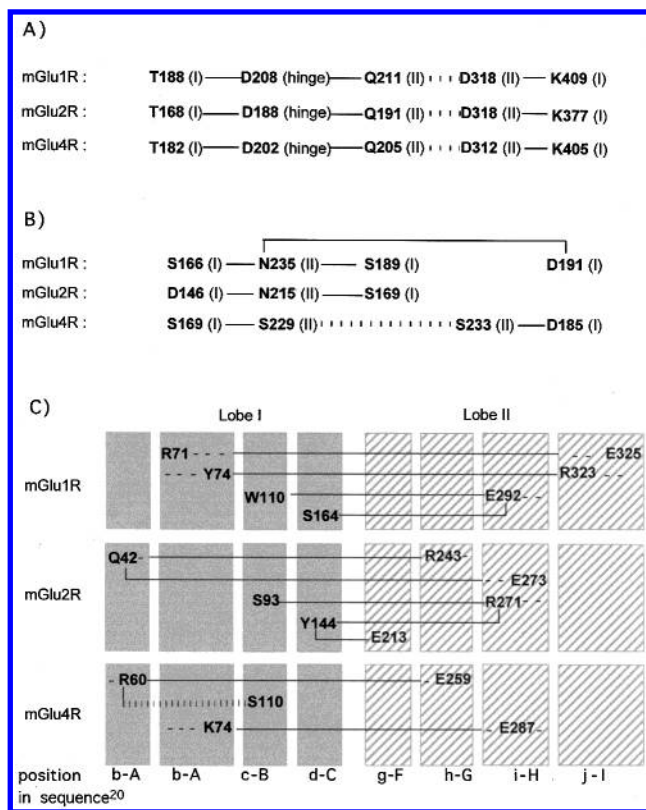 A)
mGlu1R : T188 (I) D208 (hinge) Q211 (II) D318 (II) K409 (I)
mGlu2R : T168 (I) D188 (hinge) Q191 (II) D318 (II) K377 (I)
mGlu4R : T182 (I) D202 (hinge) Q205 (II) D312 (II) K405 (I)
B)
mGlu1R : S166 (I) N235 (II) S189 (I) D191 (I)
mGlu2R : D146 (I) N215 (II) S169 (I)
mGlu4R : S169 (I) S229 (II) S233 (II) D185 (I)
C)
Lobe I Lobe II
R71 E325
mGlu1R Y74 R323
W110 E292
S164
Q42 R243
E273
mGlu2R S93 R271
Y144
E213
R60 E259
mGlu4R S110
K74 E287
position b-A b-A c-B d-C g-F h-G i-H j-I
in sequence20